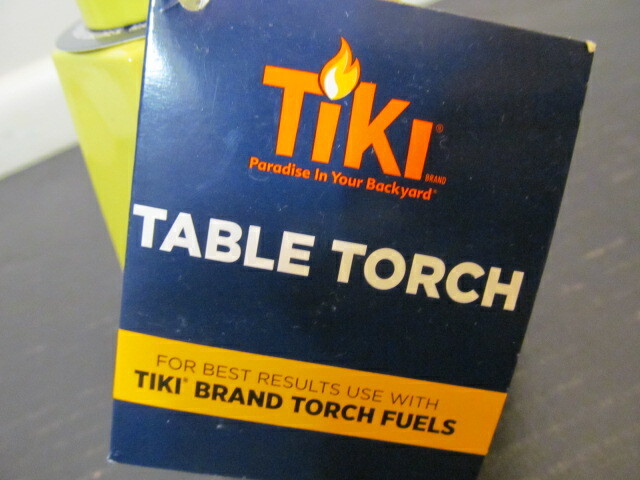 TiKi®
BRAND
Paradise In Your Backyard®
TABLE TORCH
FOR BEST RESULTS USE WITH
TIKI® BRAND TORCH FUELS